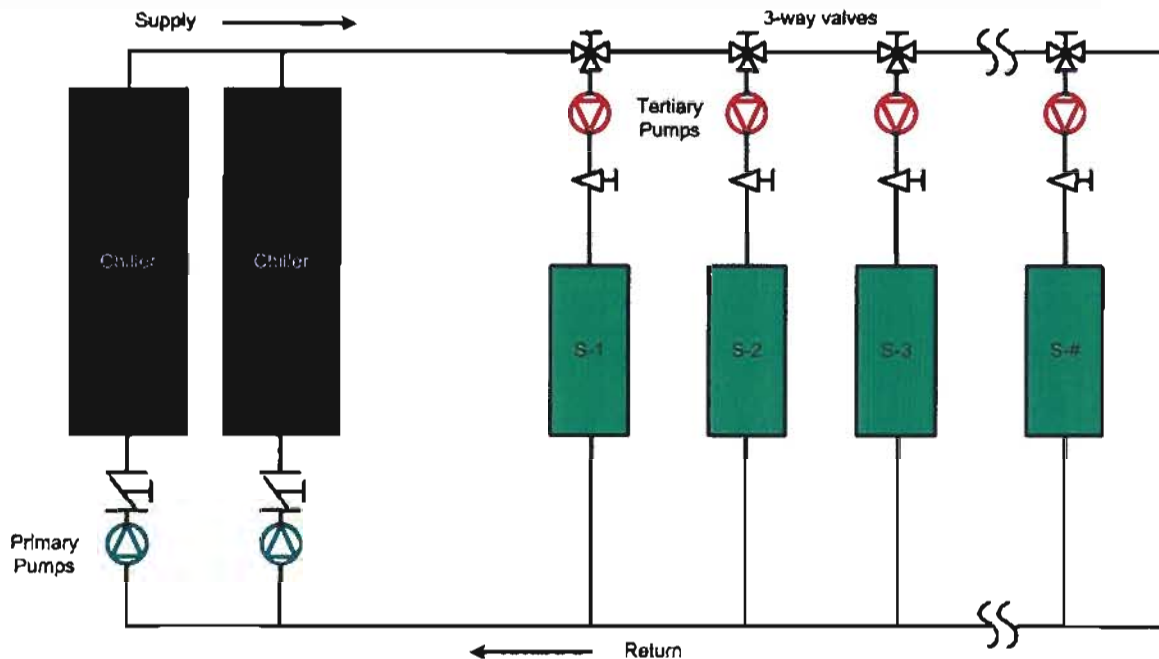 Supply
3-way valves
Tertiary
Pumps
Chiller
Chiller
S-1
S-2
S-3
S-#
Primary
Pumps
Return